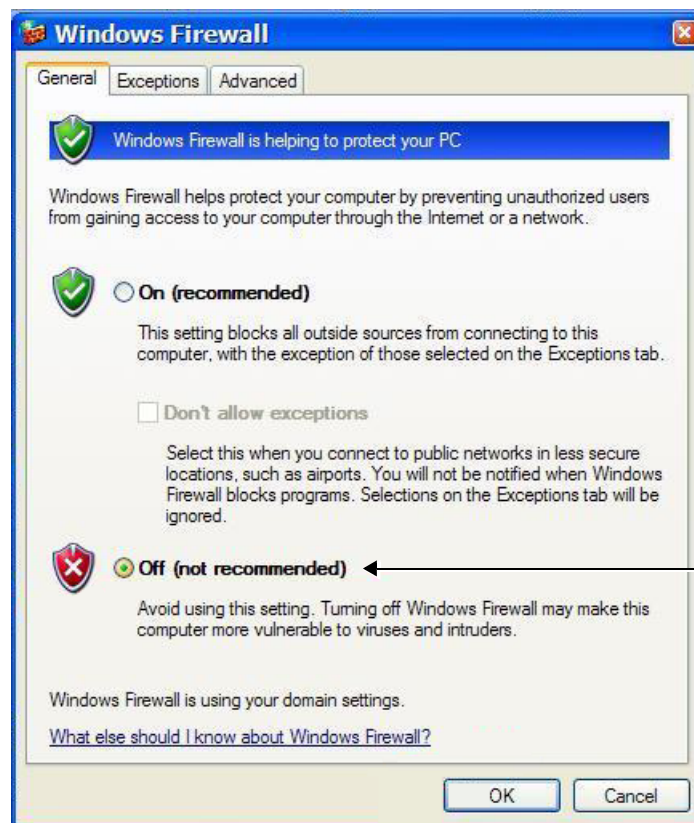 Windows Firewall
General Exceptions Advanced
Windows Firewall is helping to protect your PC
Windows Firewall helps protect your computer by preventing unauthorized users
from gaining access to your computer through the Internet or a network.
On (recommended)
This setting blocks all outside sources from connecting to this
computer, with the exception of those selected on the Exceptions tab.
Don't allow exceptions
Select this when you connect to public networks in less secure
locations, such as airports. You will not be notified when Windows
Firewall blocks programs. Selections on the Exceptions tab will be
ignored.
Off (not recommended)
Avoid using this setting. Turning off Windows Firewall may make this
computer more vulnerable to viruses and intruders.
Windows Firewall is using your domain settings.
What else should I know about Windows Firewall?
OK Cancel